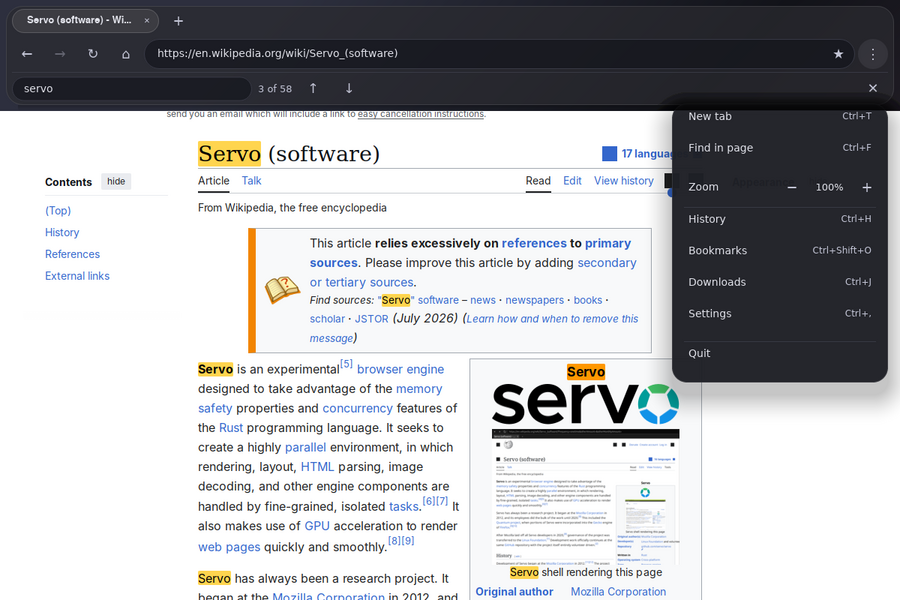 Servo (software) - Wi...
https://en.wikipedia.org/wiki/Servo_(software)
servo
3 of 58
send you an email which will include a link to easy cancellation instructions.
New tab Ctrl+T
Find in page Ctrl+F
Zoom − 100% +
History Ctrl+H
Bookmarks Ctrl+Shift+O
Downloads Ctrl+J
Settings Ctrl+,
Quit
Contents hide
(Top)
History
References
External links
Servo (software)
17 languag
Article Talk Read Edit View history
From Wikipedia, the free encyclopedia
This article relies excessively on references to primary
sources. Please improve this article by adding secondary
or tertiary sources.
Find sources: "Servo" software – news · newspapers · books ·
scholar · JSTOR (July 2026) (Learn how and when to remove this
message)
Servo is an experimental[5] browser engine
designed to take advantage of the memory
safety properties and concurrency features of
the Rust programming language. It seeks to
create a highly parallel environment, in which
rendering, layout, HTML parsing, image
decoding, and other engine components are
handled by fine-grained, isolated tasks.[6][7] It
also makes use of GPU acceleration to render
web pages quickly and smoothly.[8][9]
Servo has always been a research project. It
began at the Mozilla Corporation in 2012, and
Servo
servo
Servo (software)
History
Servo shell rendering this page
Original author Mozilla Corporation